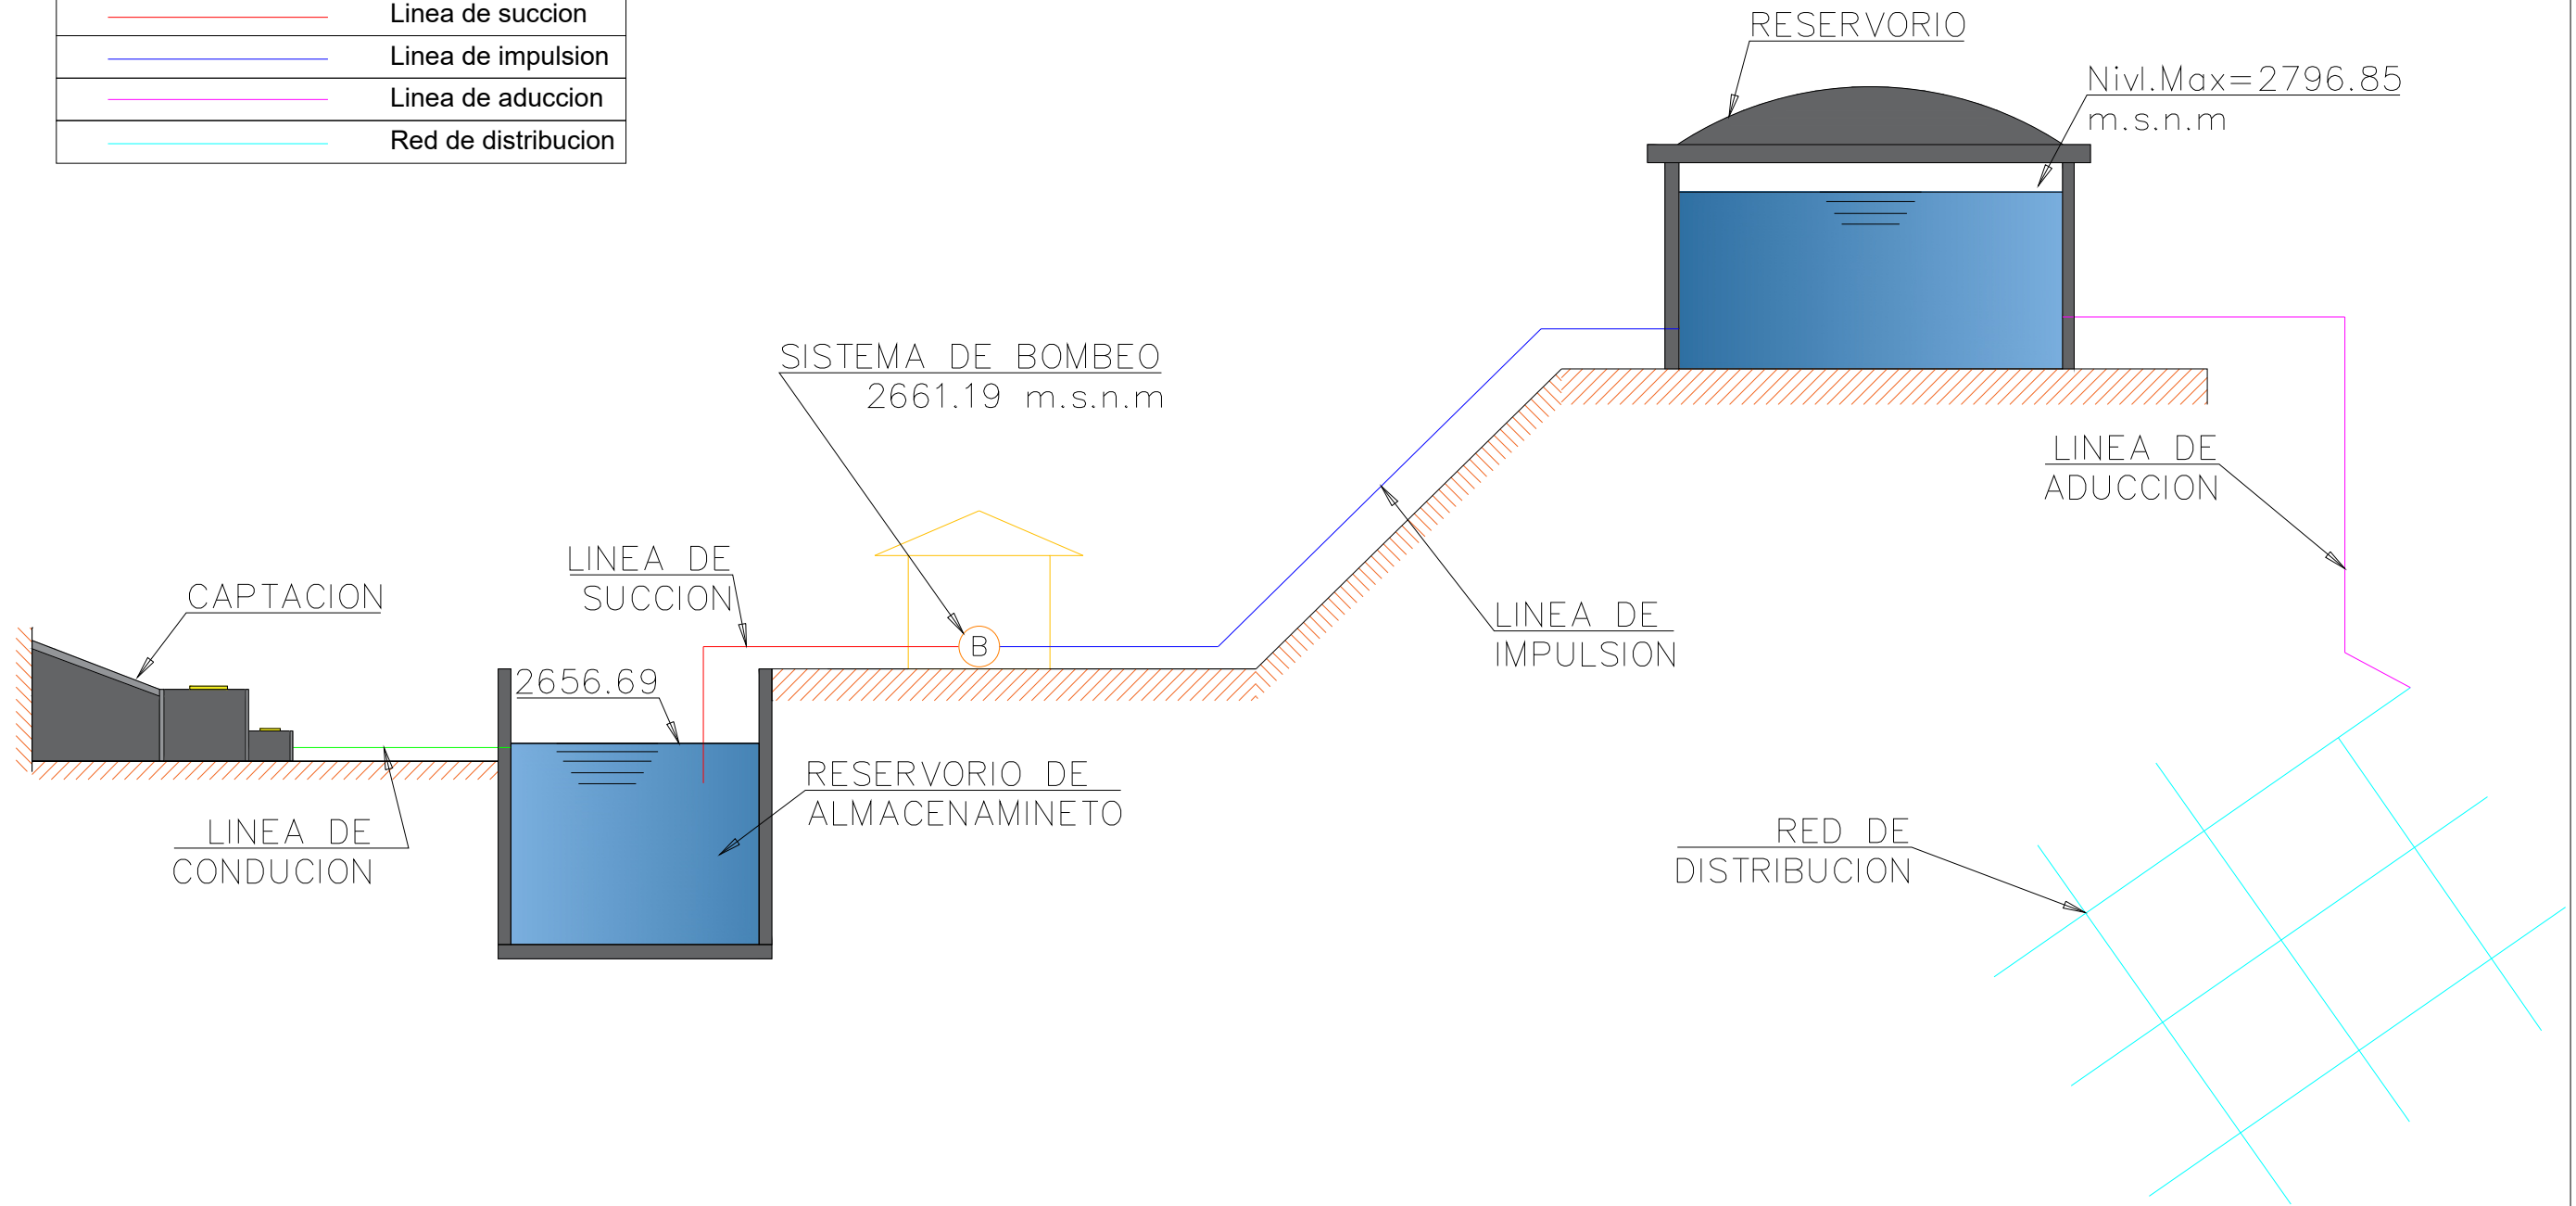 Linea de succion
Linea de impulsion
Linea de aduccion
Red de distribucion
RESERVORIO
Nivl.Max=2796.85
m.s.n.m
SISTEMA DE BOMBEO
2661.19 m.s.n.m
LINEA DE
ADUCCION
LINEA DE
SUCCION
CAPTACION
B
LINEA DE
IMPULSION
2656.69
RESERVORIO DE
ALMACENAMINETO
LINEA DE
CONDUCION
RED DE
DISTRIBUCION